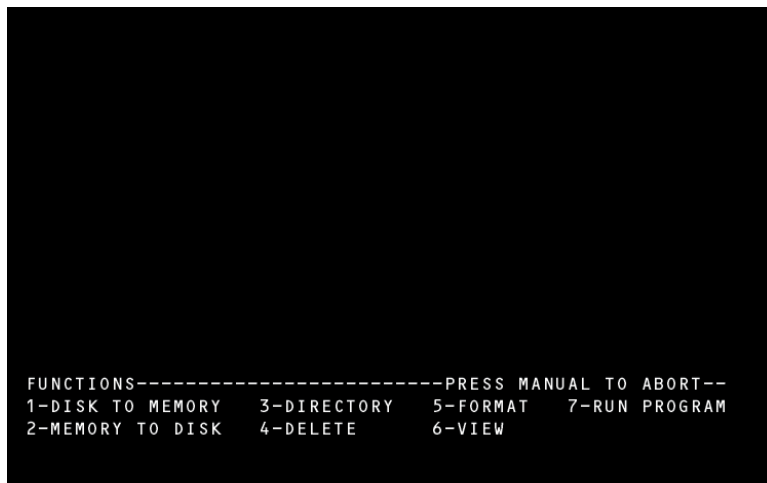 FUNCTIONS-------------------------PRESS MANUAL TO ABORT--
1-DISK TO MEMORY 3-DIRECTORY 5-FORMAT 7-RUN PROGRAM
2-MEMORY TO DISK 4-DELETE 6-VIEW